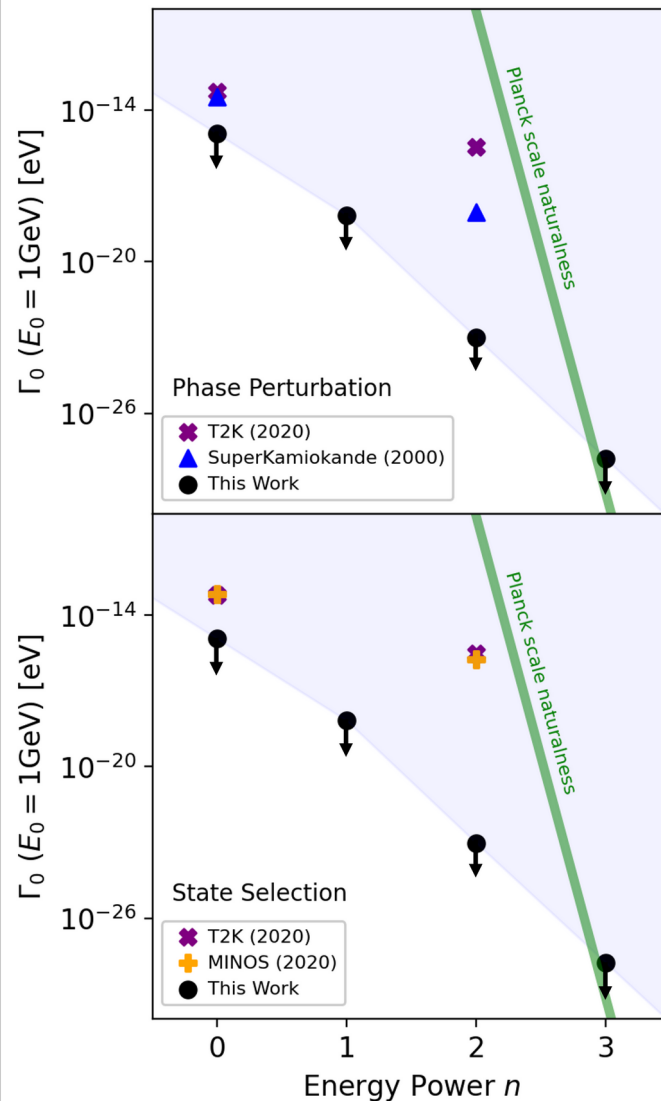 Γ₀ (E₀ = 1GeV) [eV]
10⁻¹⁴
10⁻²⁰
10⁻²⁶
Planck scale naturalness
Phase Perturbation
T2K (2020)
SuperKamiokande (2000)
This Work
Γ₀ (E₀ = 1GeV) [eV]
10⁻¹⁴
10⁻²⁰
10⁻²⁶
Planck scale naturalness
State Selection
T2K (2020)
MINOS (2020)
This Work
0 1 2 3
Energy Power n